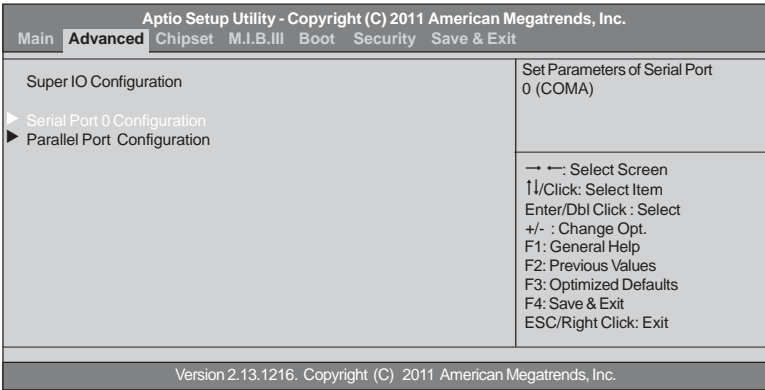 Aptio Setup Utility - Copyright (C) 2011 American Megatrends, Inc.
Main Advanced Chipset M.I.B.III Boot Security Save & Exit
Super IO Configuration
▶ Serial Port 0 Configuration
▶ Parallel Port Configuration
Set Parameters of Serial Port
0 (COMA)
→ ←: Select Screen
↑↓/Click: Select Item
Enter/Dbl Click : Select
+/- : Change Opt.
F1: General Help
F2: Previous Values
F3: Optimized Defaults
F4: Save & Exit
ESC/Right Click: Exit
Version 2.13.1216. Copyright (C) 2011 American Megatrends, Inc.